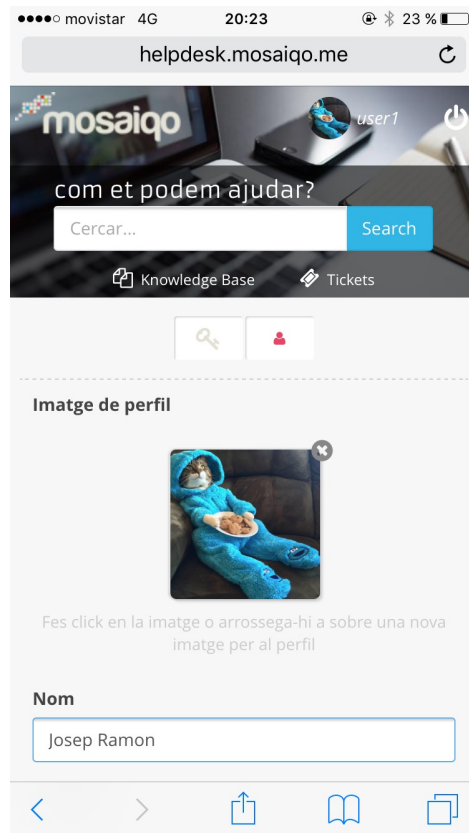 movistar 4G 20:23 23 %
helpdesk.mosaiqo.me
mosaiqo
user1
com et podem ajudar?
Cercar...
Search
Knowledge Base
Tickets
Imatge de perfil
Fes click en la imatge o arrossega-hi a sobre una nova
imatge per al perfil
Nom
Josep Ramon